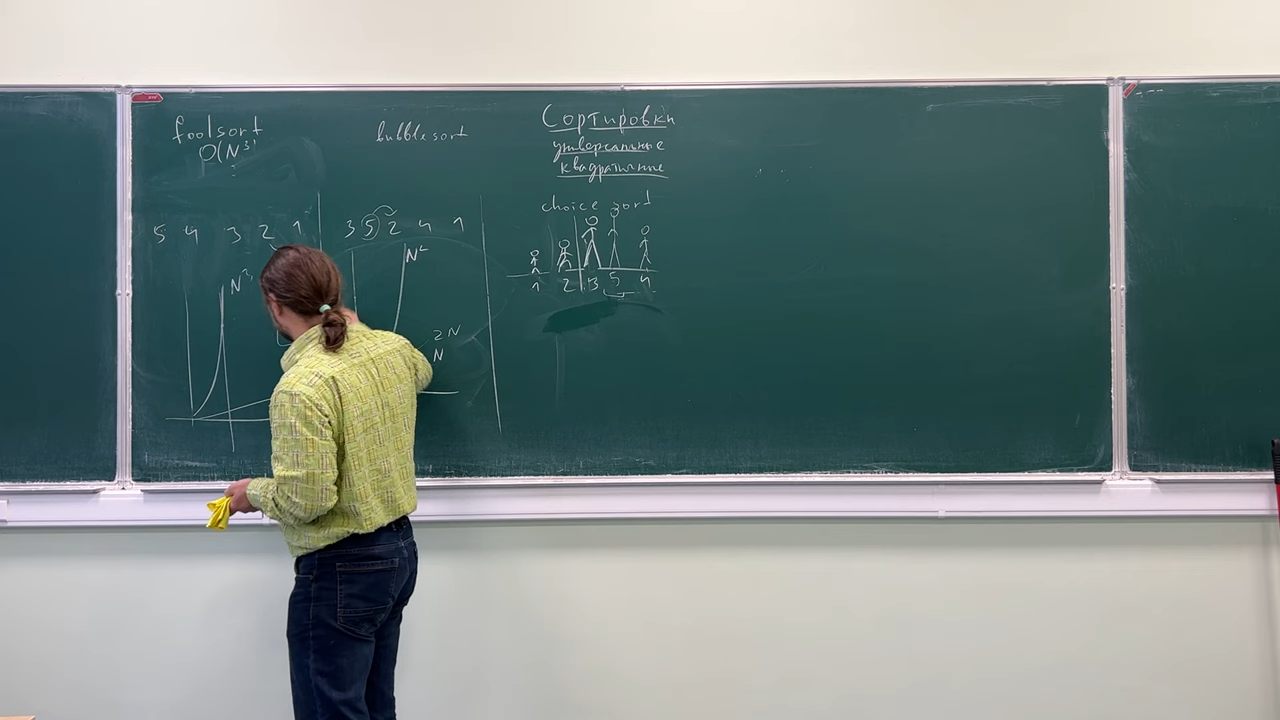 foolsort
O(N³)
5 4 3 2 1
N³
bubblesort
3 5 2 4 1
N²
2N
N
Сортировки
универсальные
квадратичные
choice sort
1 2 3 5 4